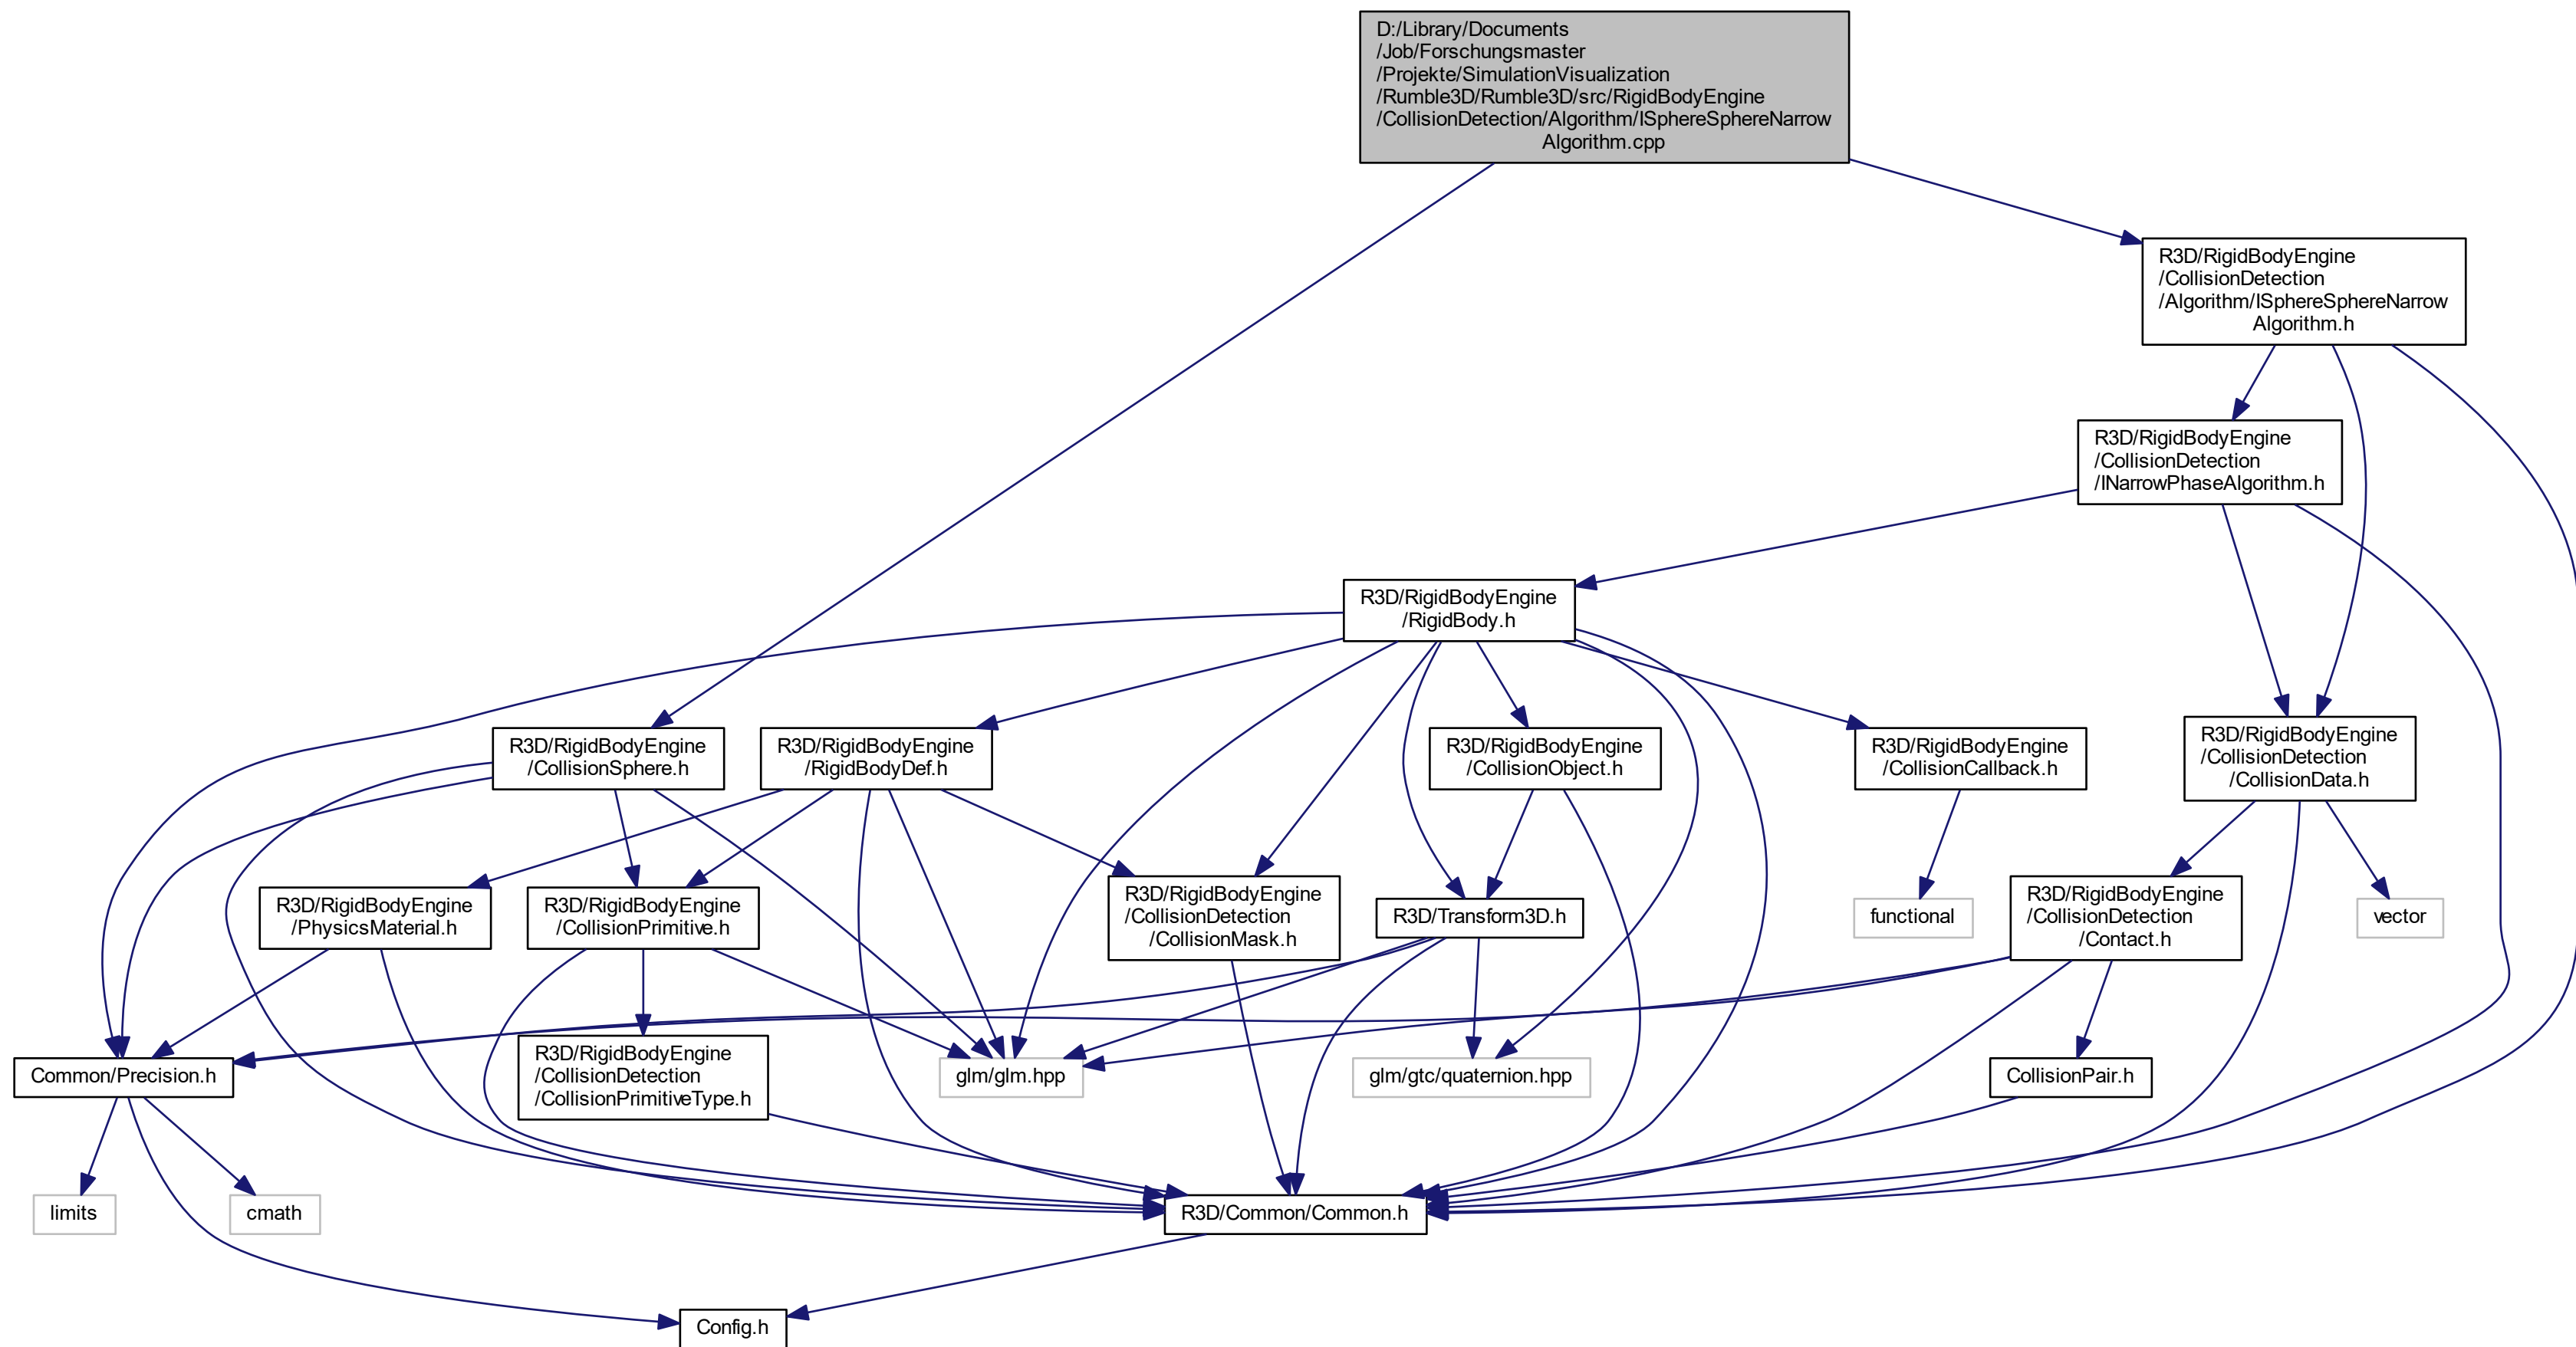 D:/Library/Documents
/Job/Forschungsmaster
/Projekte/SimulationVisualization
/Rumble3D/Rumble3D/src/RigidBodyEngine
/CollisionDetection/Algorithm/ISphereSphereNarrow
Algorithm.cpp
R3D/RigidBodyEngine
/CollisionDetection
/Algorithm/ISphereSphereNarrow
Algorithm.h
R3D/RigidBodyEngine
/CollisionDetection
/INarrowPhaseAlgorithm.h
R3D/RigidBodyEngine
/RigidBody.h
R3D/RigidBodyEngine
/CollisionSphere.h
R3D/RigidBodyEngine
/RigidBodyDef.h
R3D/RigidBodyEngine
/CollisionObject.h
R3D/RigidBodyEngine
/CollisionCallback.h
R3D/RigidBodyEngine
/CollisionDetection
/CollisionData.h
R3D/RigidBodyEngine
/PhysicsMaterial.h
R3D/RigidBodyEngine
/CollisionPrimitive.h
R3D/RigidBodyEngine
/CollisionDetection
/CollisionMask.h
R3D/Transform3D.h
functional
R3D/RigidBodyEngine
/CollisionDetection
/Contact.h
vector
Common/Precision.h
R3D/RigidBodyEngine
/CollisionDetection
/CollisionPrimitiveType.h
glm/glm.hpp
glm/gtc/quaternion.hpp
CollisionPair.h
limits
cmath
R3D/Common/Common.h
Config.h